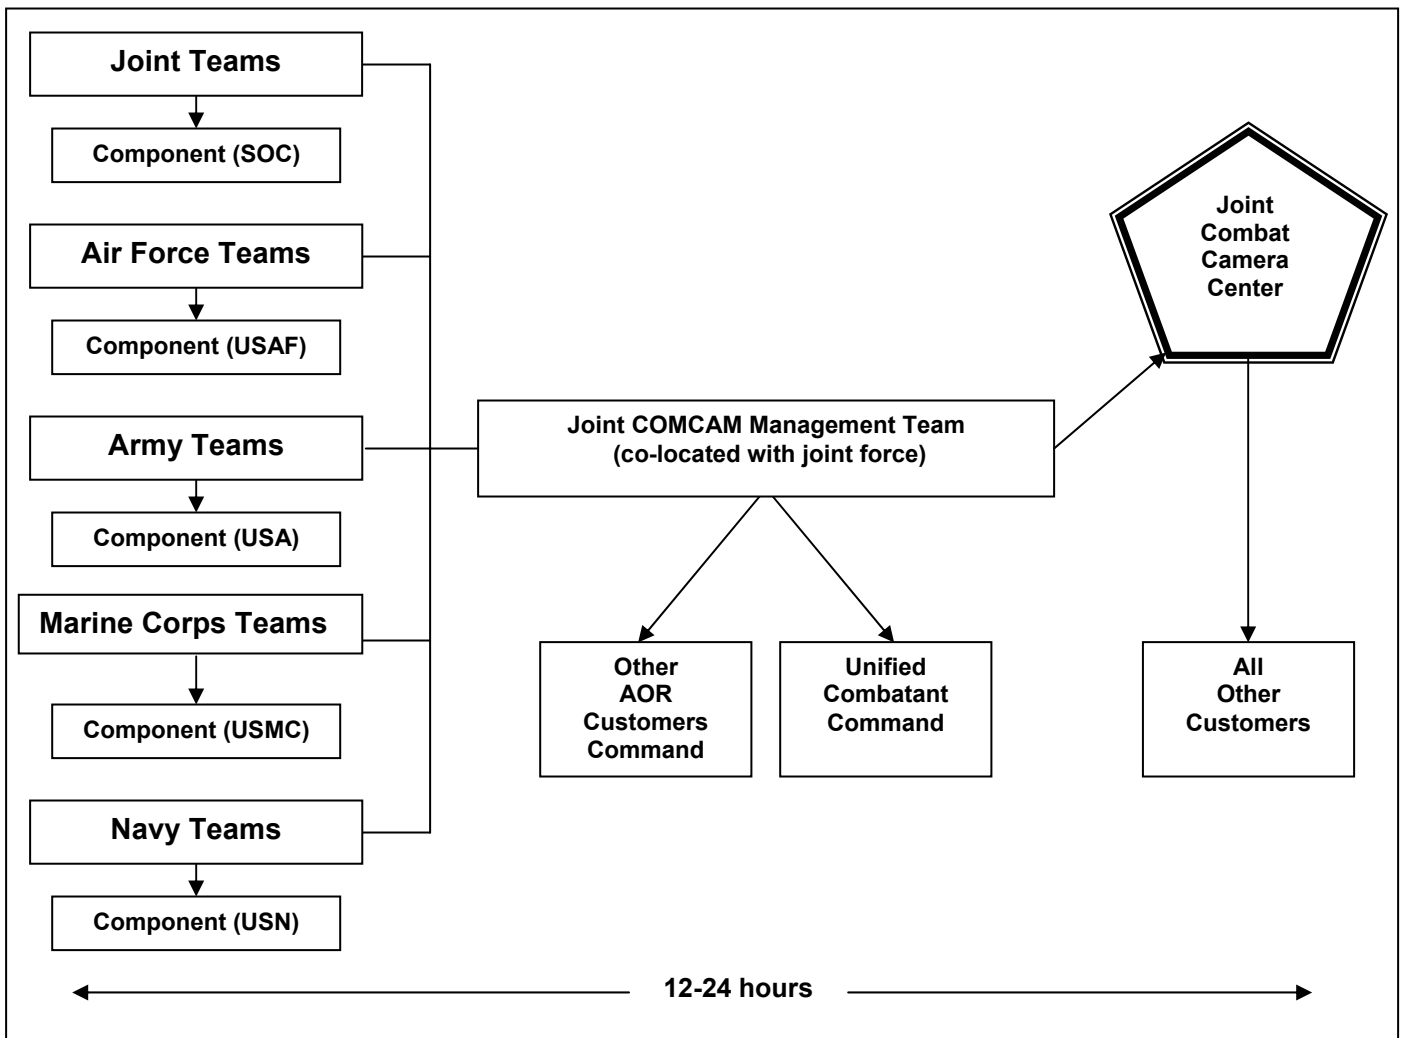 Joint Teams
Component (SOC)
Air Force Teams
Component (USAF)
Army Teams
Component (USA)
Marine Corps Teams
Component (USMC)
Navy Teams
Component (USN)
Joint COMCAM Management Team
(co-located with joint force)
Other
AOR
Customers
Command
Unified
Combatant
Command
Joint
Combat
Camera
Center
All
Other
Customers
12-24 hours